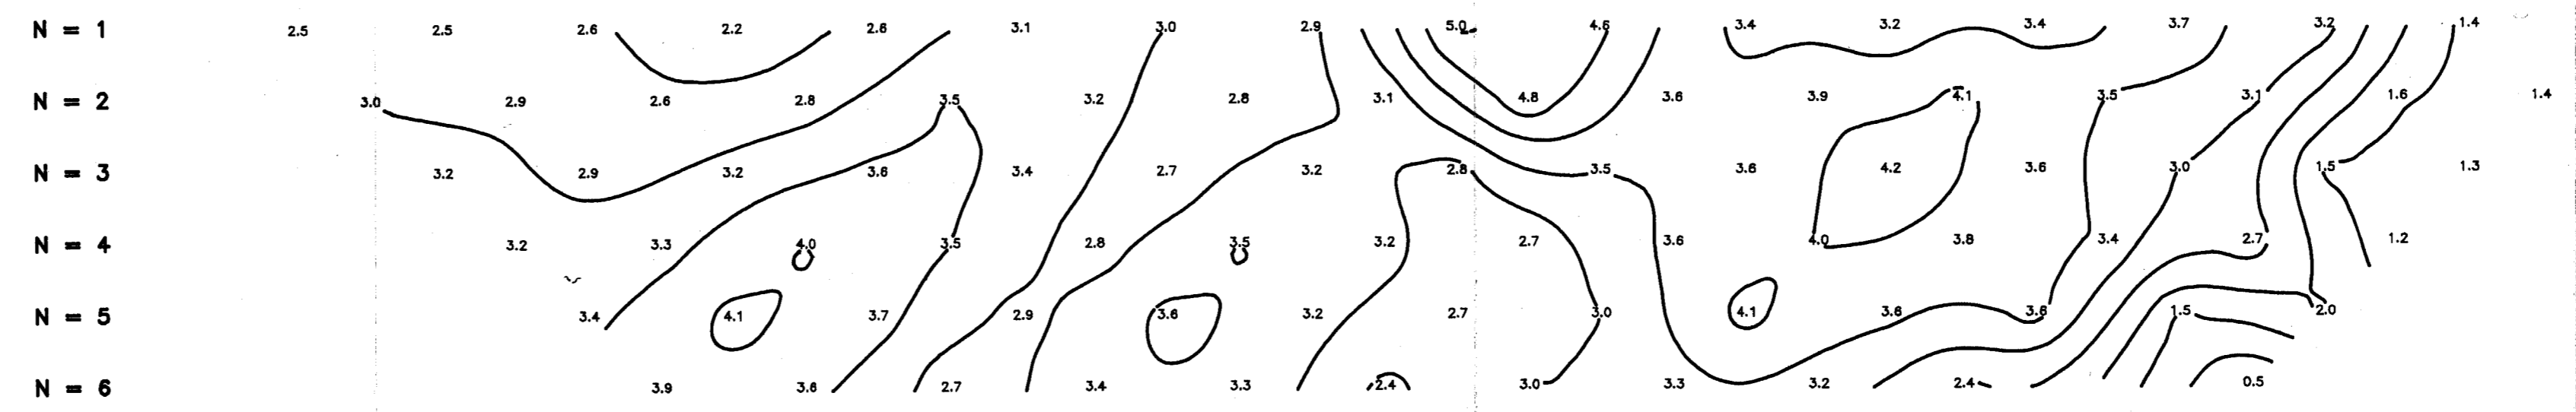 N = 1 2.5 2.5 2.6 2.2 2.6 3.1 3.0 2.9 5.0 4.6 3.4 3.2 3.4 3.7 3.2 1.4
N = 2 3.0 2.9 2.6 2.8 3.5 3.2 2.8 3.1 4.8 3.6 3.9 4.1 3.5 3.1 1.6 1.4
N = 3 3.2 2.9 3.2 3.6 3.4 2.7 3.2 2.8 3.5 3.6 4.2 3.6 3.0 1.5 1.3
N = 4 3.2 3.3 4.0 3.5 2.8 3.5 3.2 2.7 3.6 4.0 3.8 3.4 2.7 1.2
N = 5 3.4 4.1 3.7 2.9 3.6 3.2 2.7 3.0 4.1 3.6 3.6 1.5 2.0
N = 6 3.9 3.6 2.7 3.4 3.3 2.4 3.0 3.3 3.2 2.4 0.5